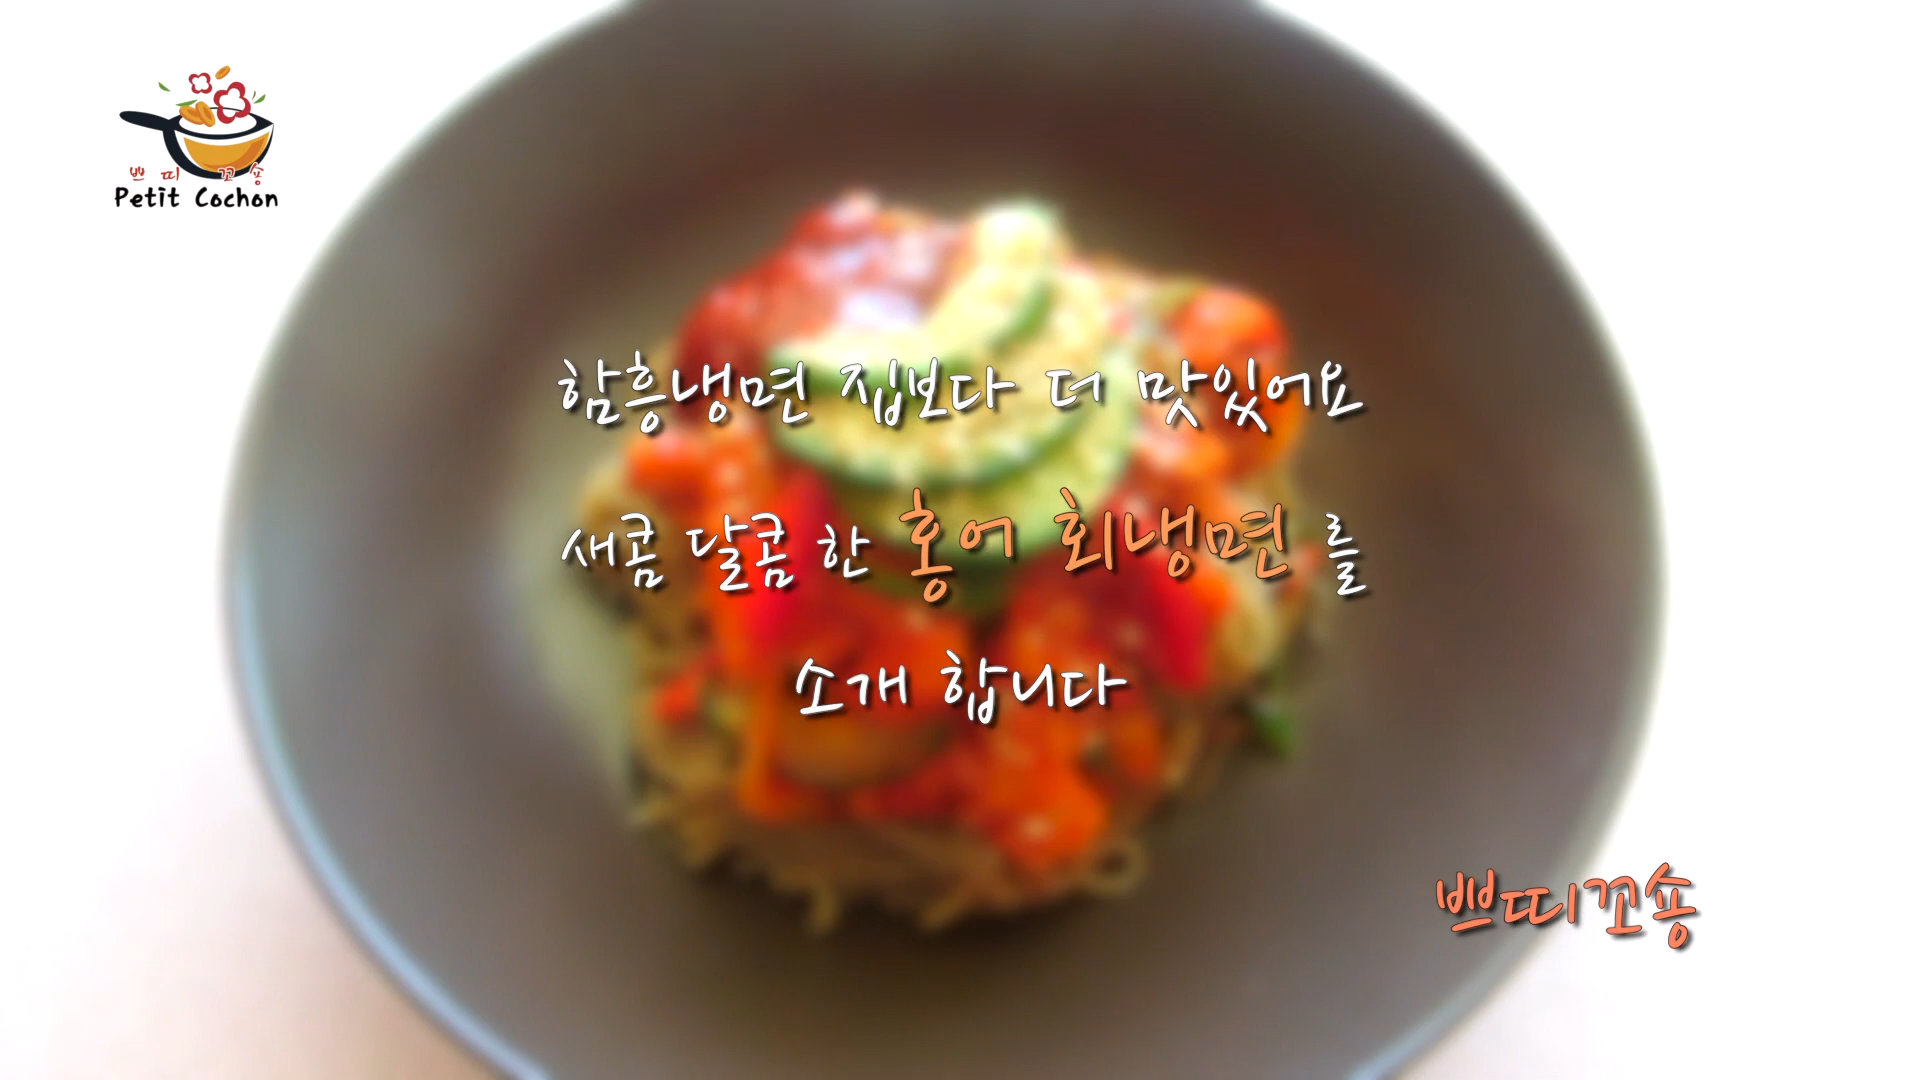 쁘띠 꼬숑
Petit Cochon
함흥냉면 집보다 더 맛있어요
새콤 달콤 한 홍어 회냉면 를
소개 합니다
쁘띠꼬숑